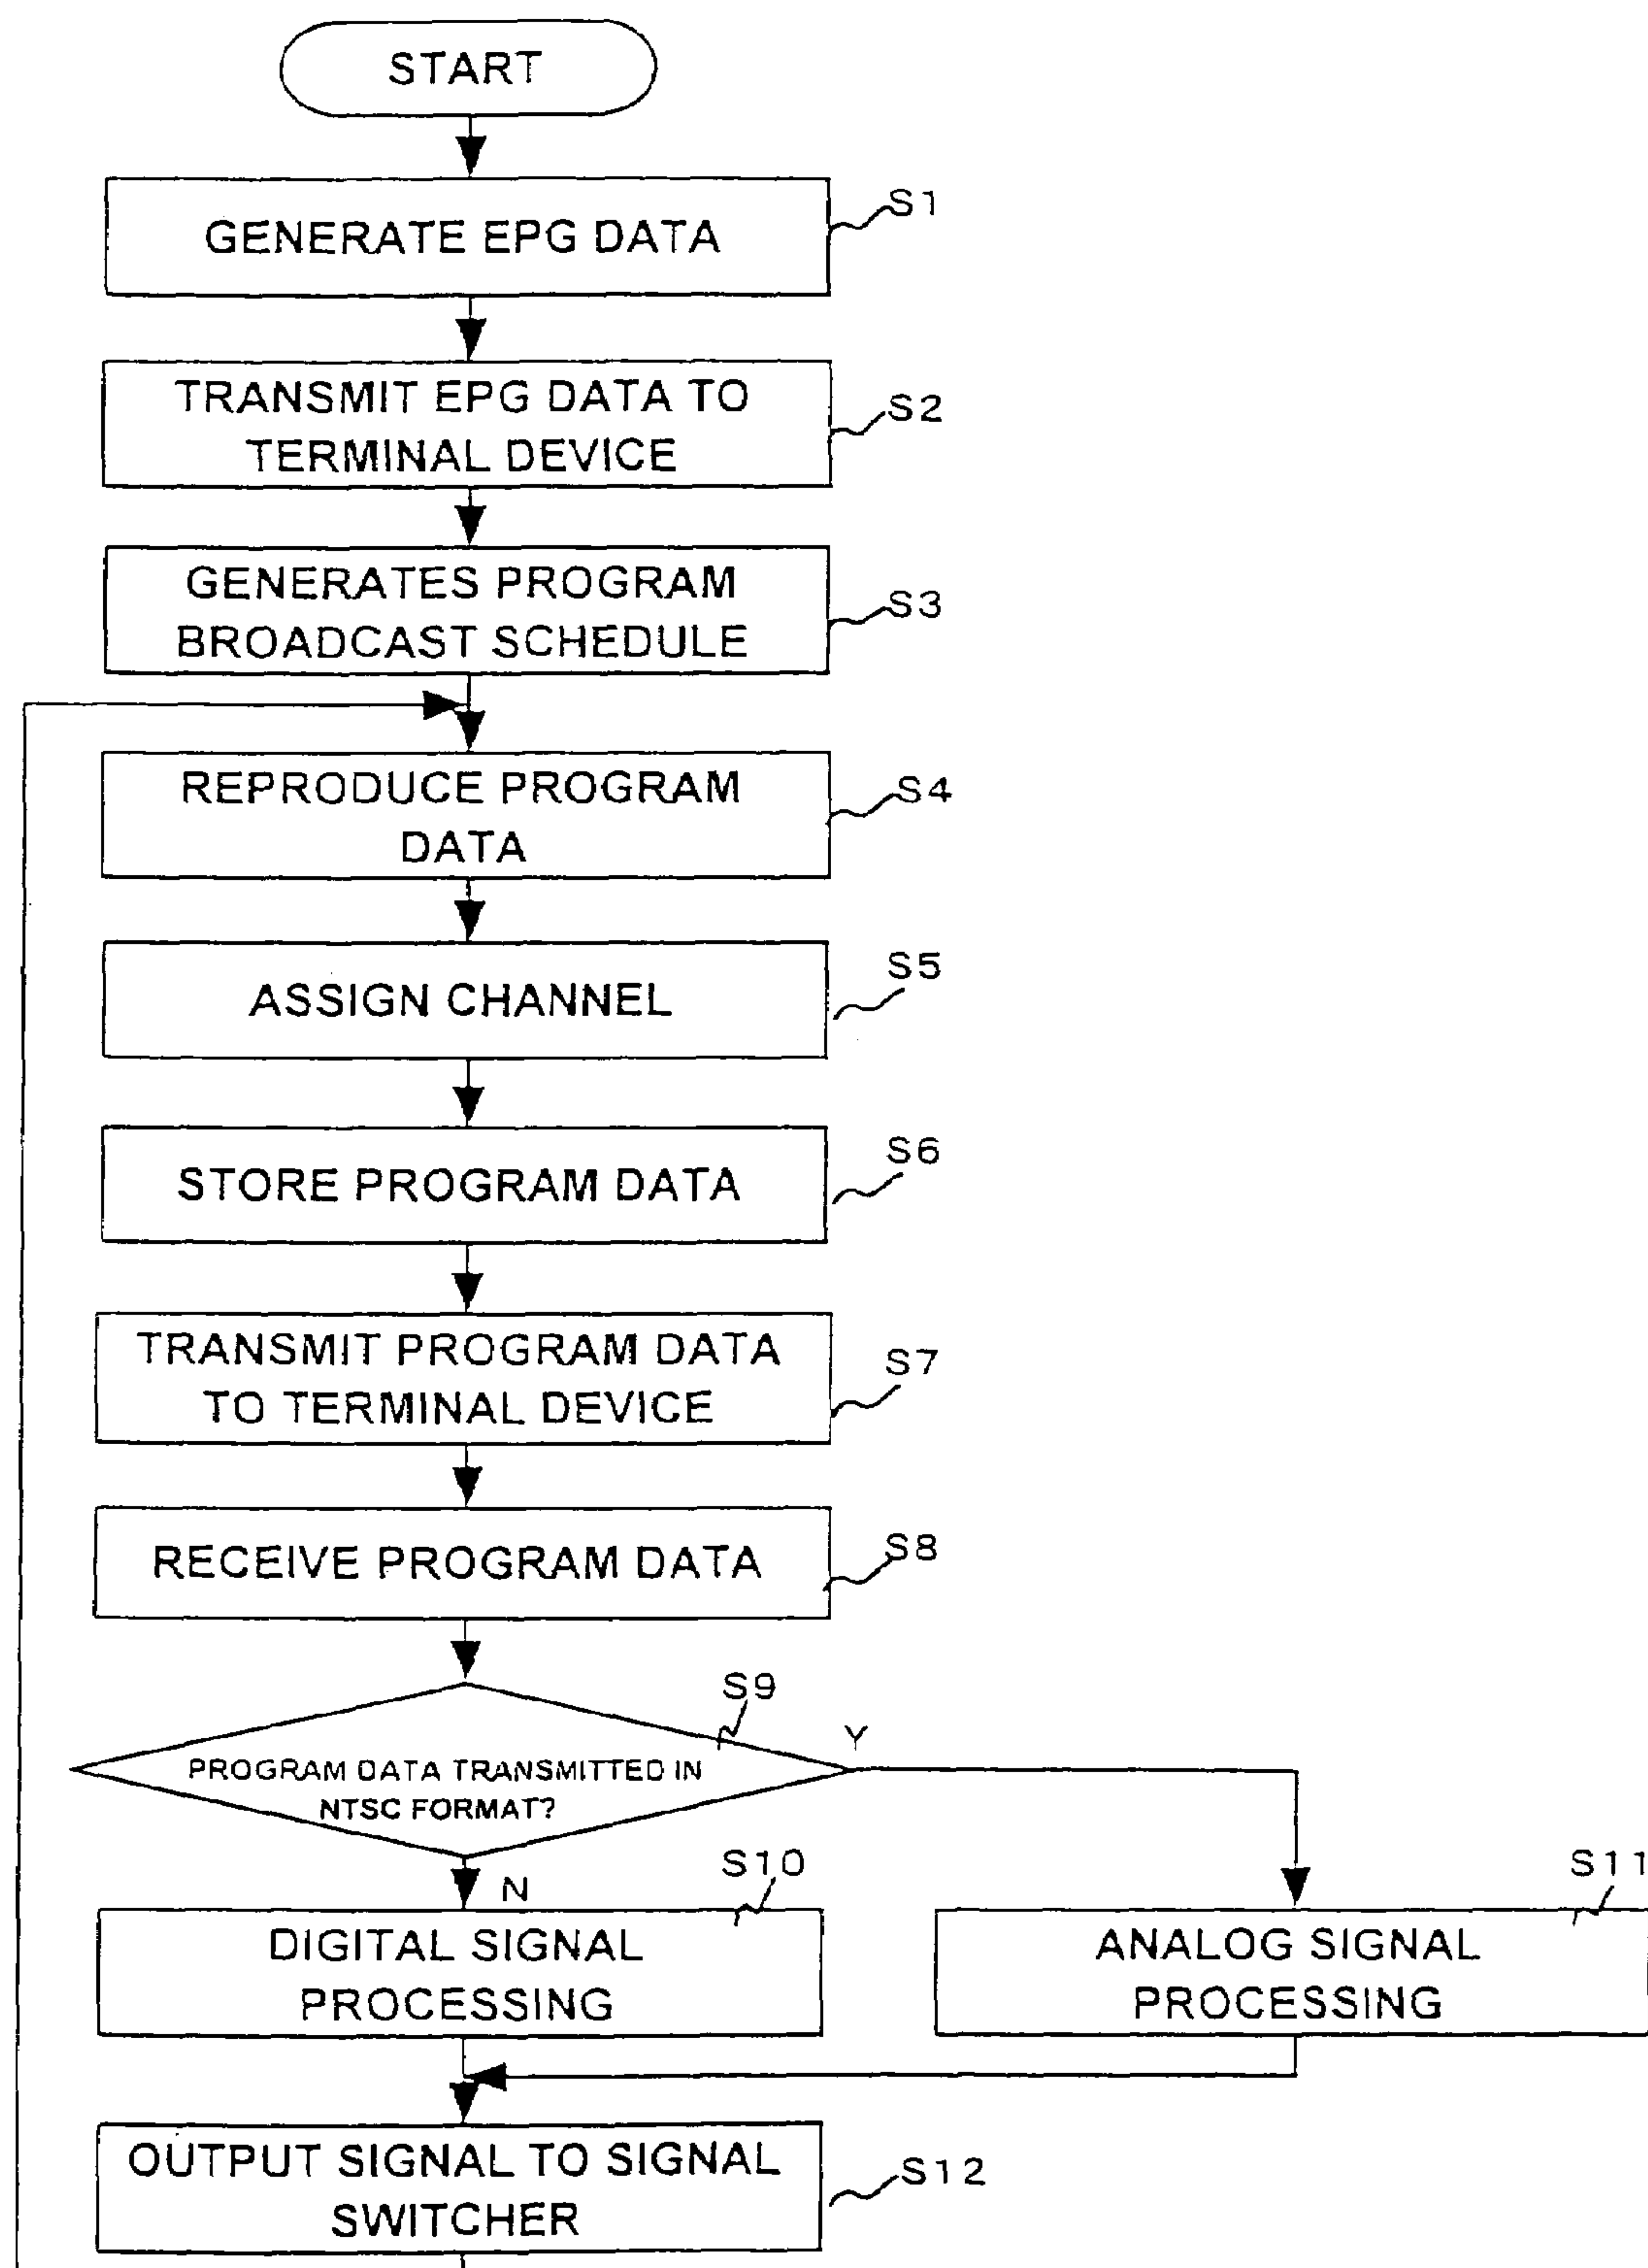 START
GENERATE EPG DATA
S1
TRANSMIT EPG DATA TO
TERMINAL DEVICE
S2
GENERATES PROGRAM
BROADCAST SCHEDULE
S3
REPRODUCE PROGRAM
DATA
S4
ASSIGN CHANNEL
S5
STORE PROGRAM DATA
S6
TRANSMIT PROGRAM DATA
TO TERMINAL DEVICE
S7
RECEIVE PROGRAM DATA
S8
S9
PROGRAM DATA TRANSMITTED IN
NTSC FORMAT?
Y
N
S10
DIGITAL SIGNAL
PROCESSING
S11
ANALOG SIGNAL
PROCESSING
OUTPUT SIGNAL TO SIGNAL
SWITCHER
S12